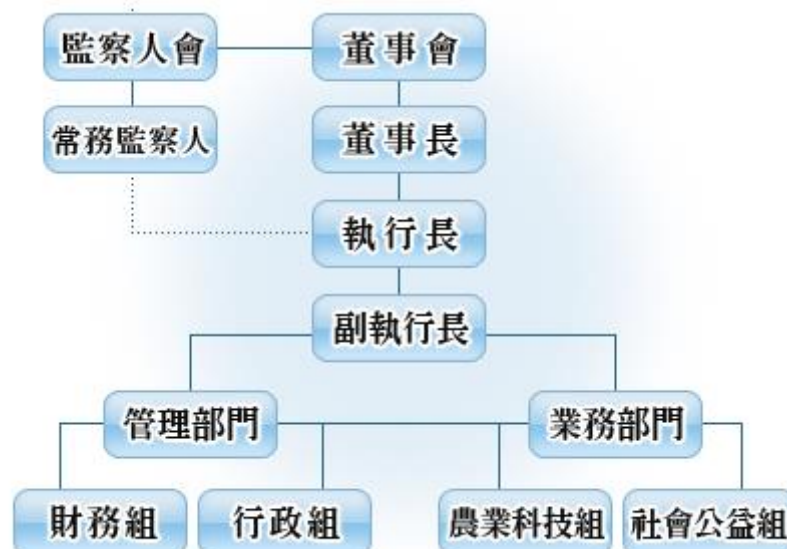 監察人會
董事會
常務監察人
董事長
執行長
副執行長
管理部門
業務部門
財務組
行政組
農業科技組
社會公益組